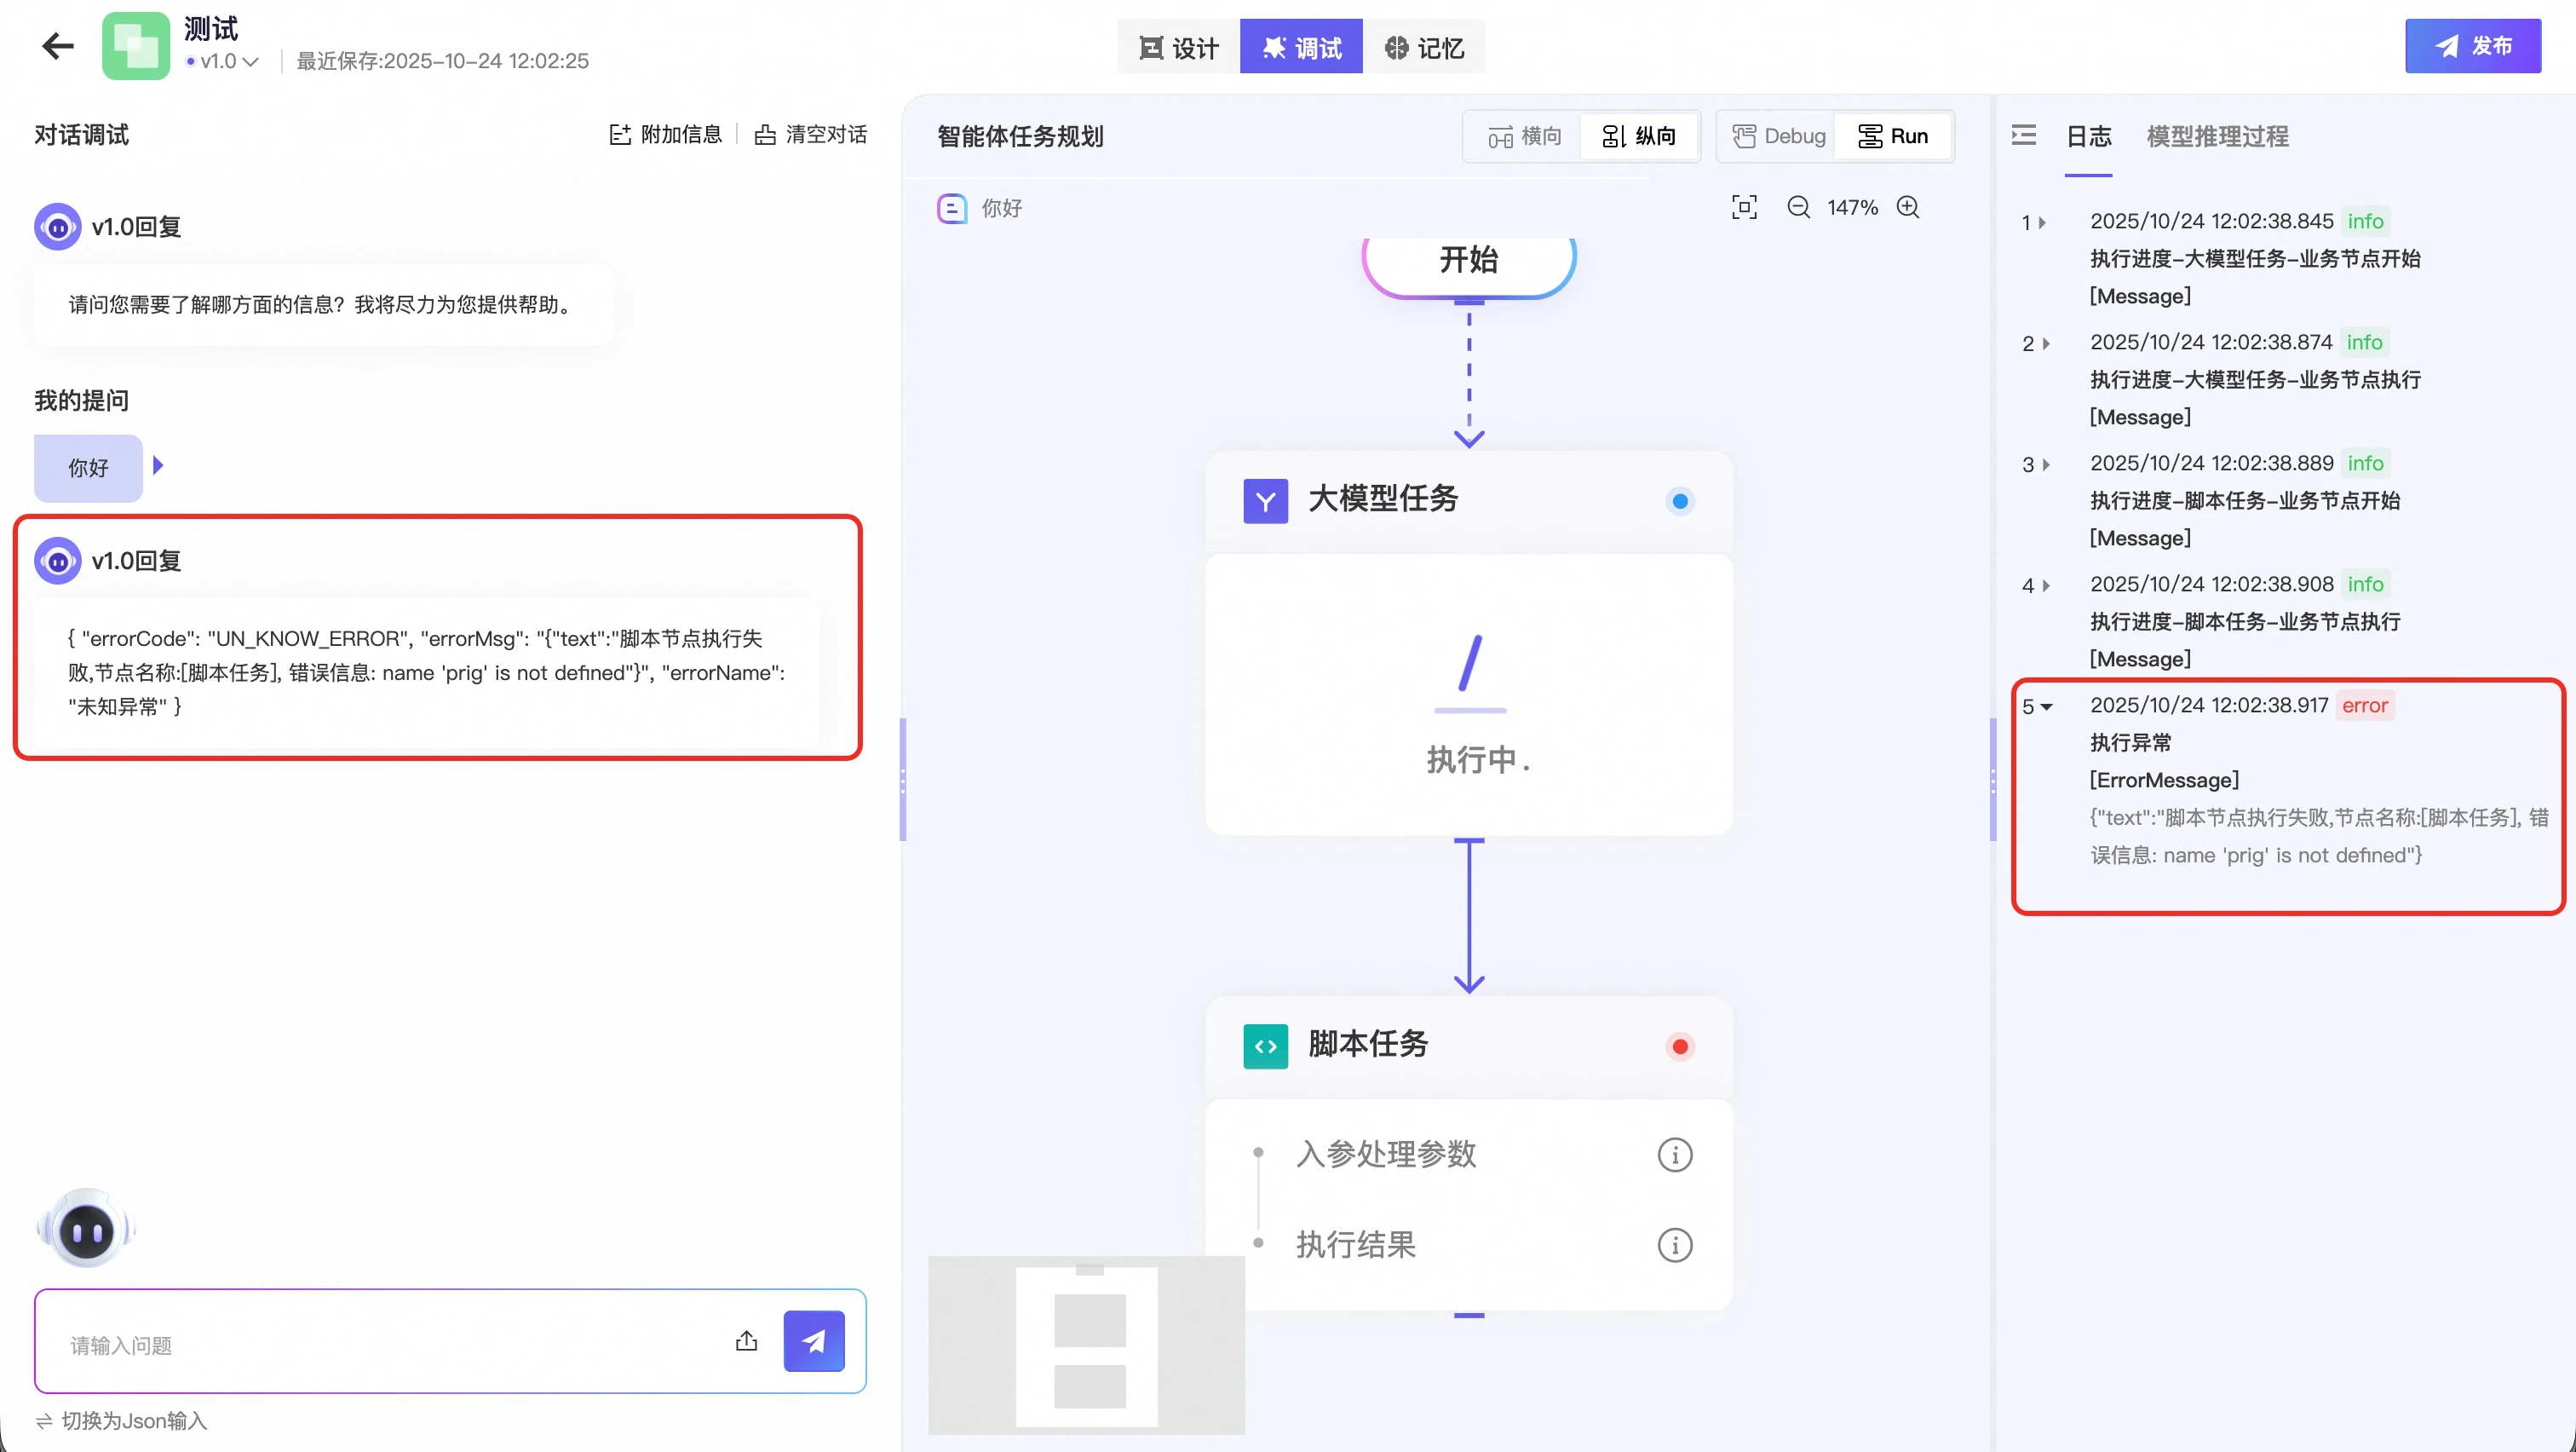 测试
v1.0
最近保存:2025-10-24 12:02:25
设计
调试
记忆
发布
对话调试
附加信息
清空对话
v1.0回复
请问您需要了解哪方面的信息？我将尽力为您提供帮助。
我的提问
你好
v1.0回复
{ "errorCode": "UN_KNOW_ERROR", "errorMsg": "{"text":"脚本节点执行失
败,节点名称:[脚本任务], 错误信息: name 'prig' is not defined"}", "errorName":
"未知异常" }
请输入问题
切换为Json输入
智能体任务规划
横向
纵向
Debug
Run
你好
147%
开始
大模型任务
执行中.
脚本任务
入参处理参数
执行结果
日志
模型推理过程
1
2025/10/24 12:02:38.845 info
执行进度-大模型任务-业务节点开始
[Message]
2
2025/10/24 12:02:38.874 info
执行进度-大模型任务-业务节点执行
[Message]
3
2025/10/24 12:02:38.889 info
执行进度-脚本任务-业务节点开始
[Message]
4
2025/10/24 12:02:38.908 info
执行进度-脚本任务-业务节点执行
[Message]
5
2025/10/24 12:02:38.917 error
执行异常
[ErrorMessage]
{"text":"脚本节点执行失败,节点名称:[脚本任务], 错
误信息: name 'prig' is not defined"}